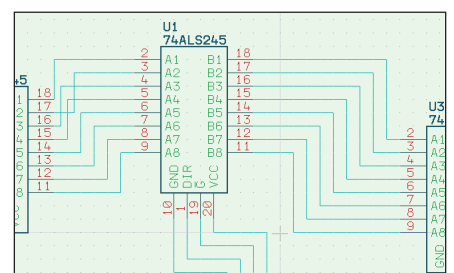 U1
74ALS245
2 A1 B1 18
3 A2 B2 17
4 A3 B3 16
5 A4 B4 15
6 A5 B5 14
7 A6 B6 13
8 A7 B7 12
9 A8 B8 11
GND DIR G VCC
10 1 19 20
+5
1 18
2 17
3 16
4 15
5 14
6 13
7 12
8 11
U3
74
2 A1
3 A2
4 A3
5 A4
6 A5
7 A6
8 A7
9 A8
GND